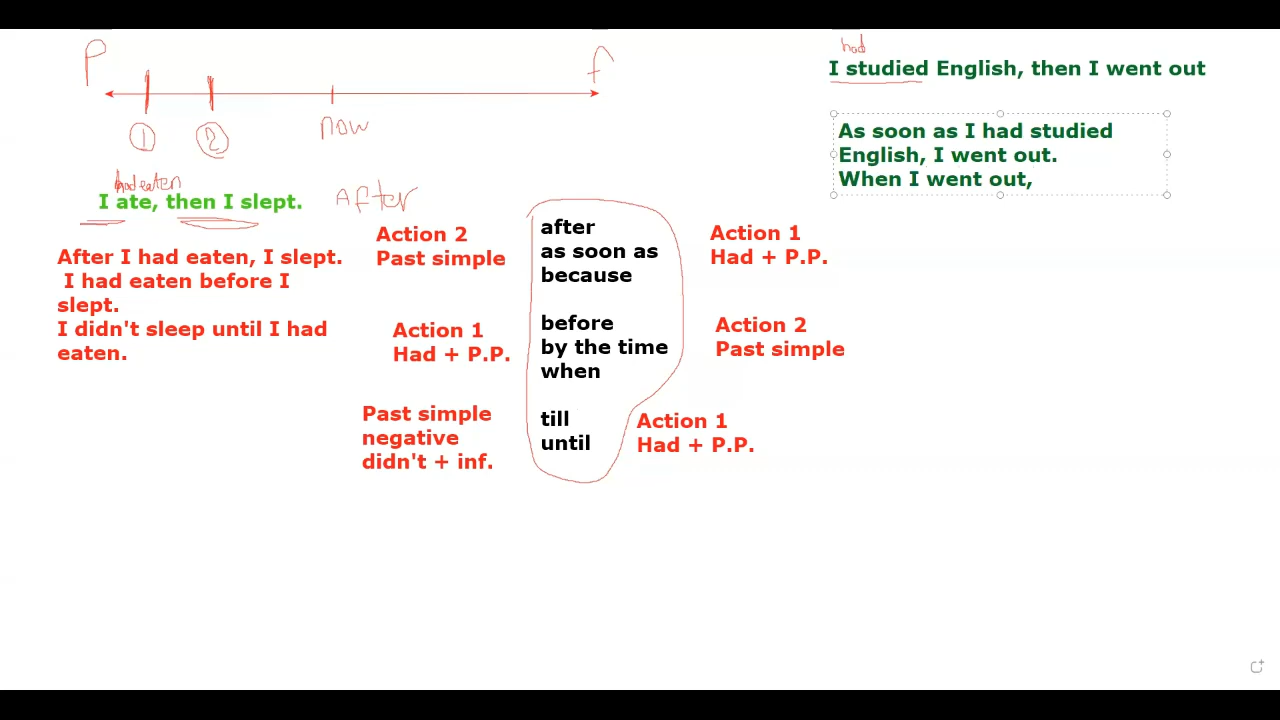 P
f
1
2
now
had eaten
I ate, then I slept.
After
After I had eaten, I slept.
I had eaten before I
slept.
I didn't sleep until I had
eaten.
Action 2
Past simple
after
as soon as
because
Action 1
Had + P.P.
Action 1
Had + P.P.
before
by the time
when
Action 2
Past simple
Past simple
negative
didn't + inf.
till
until
Action 1
Had + P.P.
had
I studied English, then I went out
As soon as I had studied
English, I went out.
When I went out,